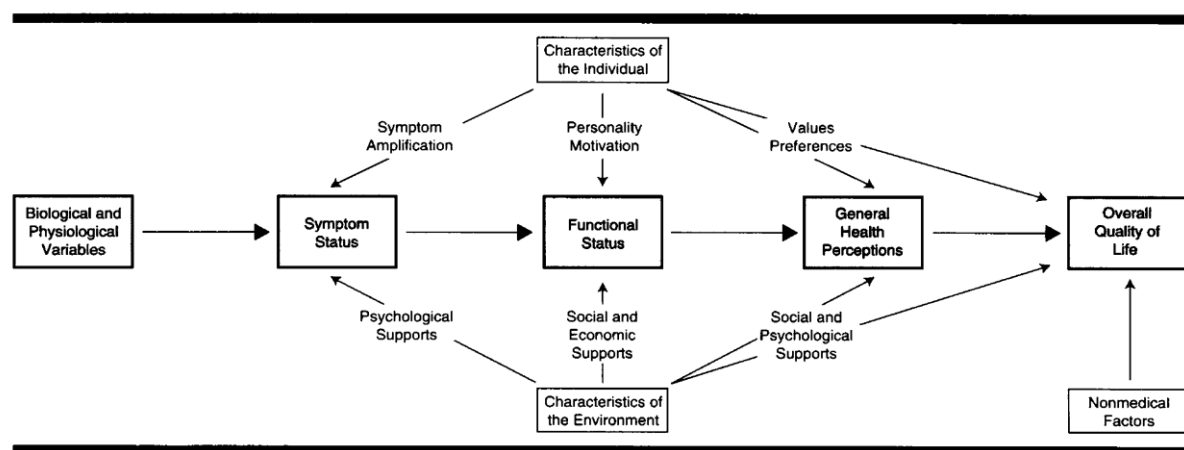 Characteristics of
the Individual
Symptom
Amplification
Personality
Motivation
Values
Preferences
Biological and
Physiological
Variables
Symptom
Status
Functional
Status
General
Health
Perceptions
Overall
Quality of
Life
Psychological
Supports
Social and
Economic
Supports
Social and
Psychological
Supports
Characteristics of
the Environment
Nonmedical
Factors